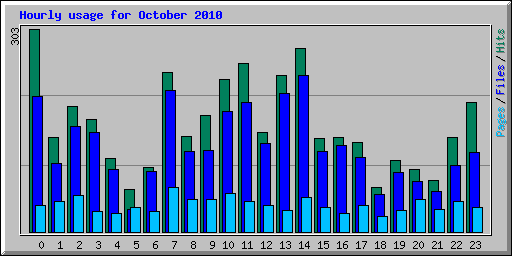 Hourly usage for October 2010
303
Pages / Files / Hits
0 1 2 3 4 5 6 7 8 9 10 11 12 13 14 15 16 17 18 19 20 21 22 23